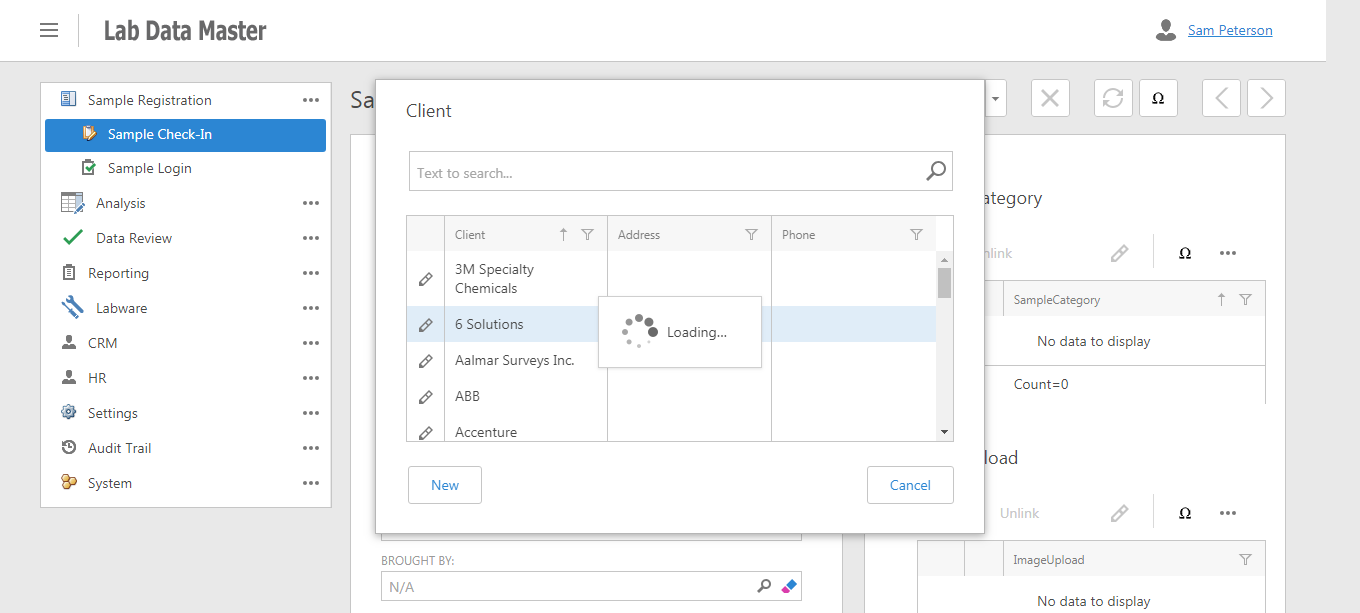 Lab Data Master
Sam Peterson
Sample Registration
Sample Check-In
Sample Login
Analysis
Data Review
Reporting
Labware
CRM
HR
Settings
Audit Trail
System
Sa
Client
Text to search...
Client
Address
Phone
3M Specialty
Chemicals
6 Solutions
Aalmar Surveys Inc.
ABB
Accenture
Loading...
New
Cancel
BROUGHT BY:
N/A
Ω
ategory
nlink
Ω
SampleCategory
No data to display
Count=0
load
Unlink
Ω
ImageUpload
No data to display